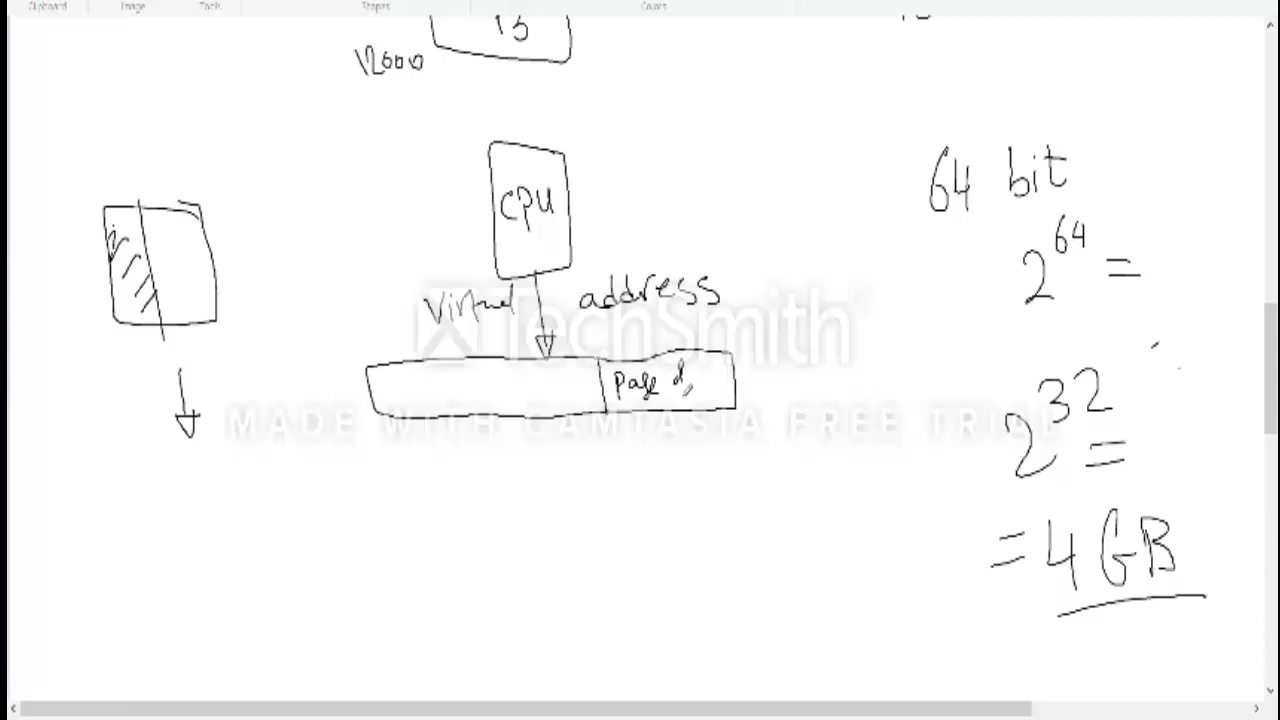 Clipboard Image Tools Shapes Colors
12000
64 bit
CPU
2^64 =
Virtual address
TechSmith
Page
2^32 =
MADE WITH CAMTASIA FREE TRIAL
= 4 GB